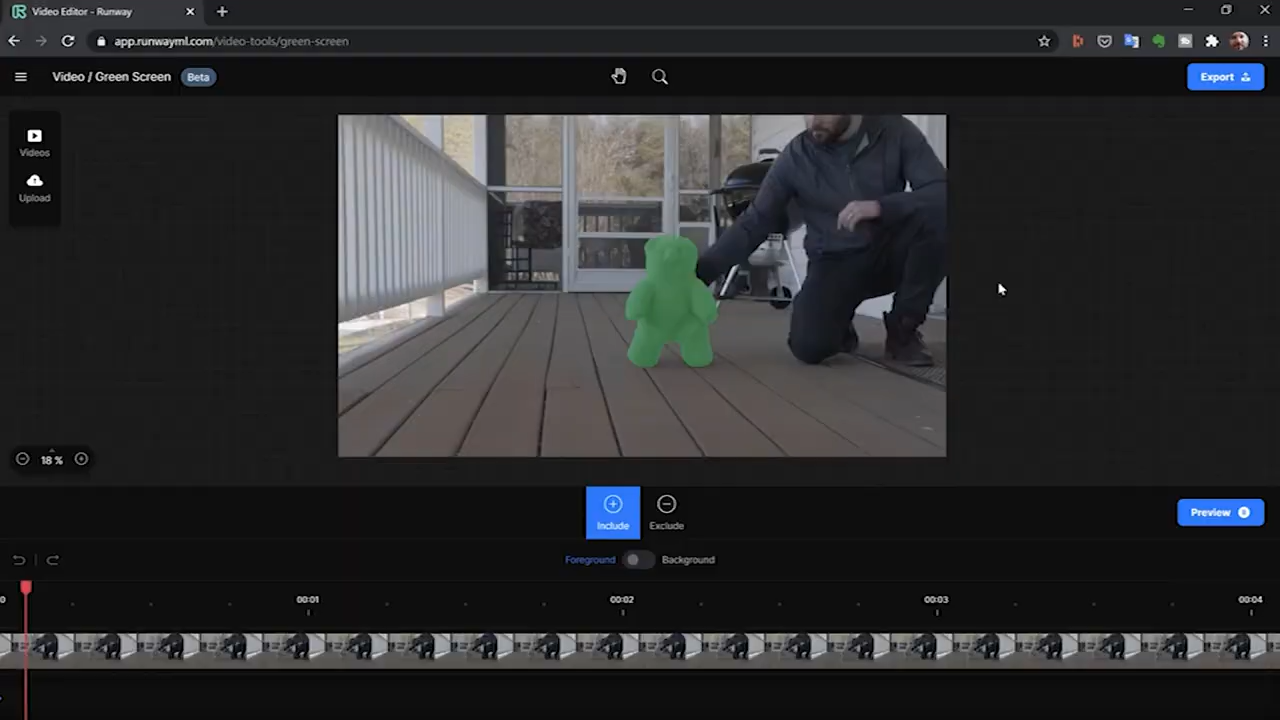 Video Editor - Runway
app.runwayml.com/video-tools/green-screen
Video / Green Screen
Beta
Export
Videos
Upload
18 %
Include
Exclude
Preview
Foreground
Background
0
00:01
00:02
00:03
00:04